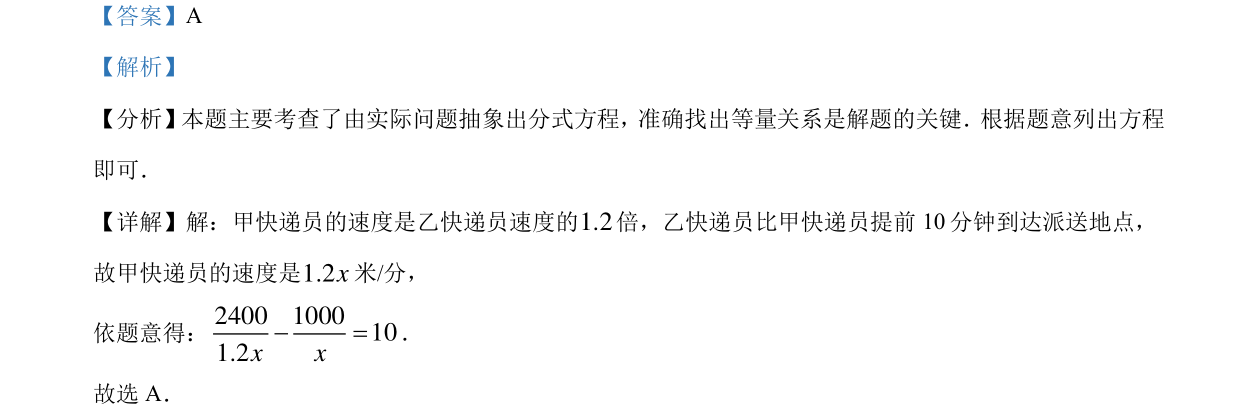 【答案】A
【解析】
【分析】本题主要考查了由实际问题抽象出分式方程，准确找出等量关系是解题的关键．根据题意列出方程
即可．
【详解】解：甲快递员的速度是乙快递员速度的1.2倍，乙快递员比甲快递员提前 10 分钟到达派送地点，
故甲快递员的速度是1.2x 米/分，
依题意得：2400/1.2x − 1000/x =10．
故选 A．